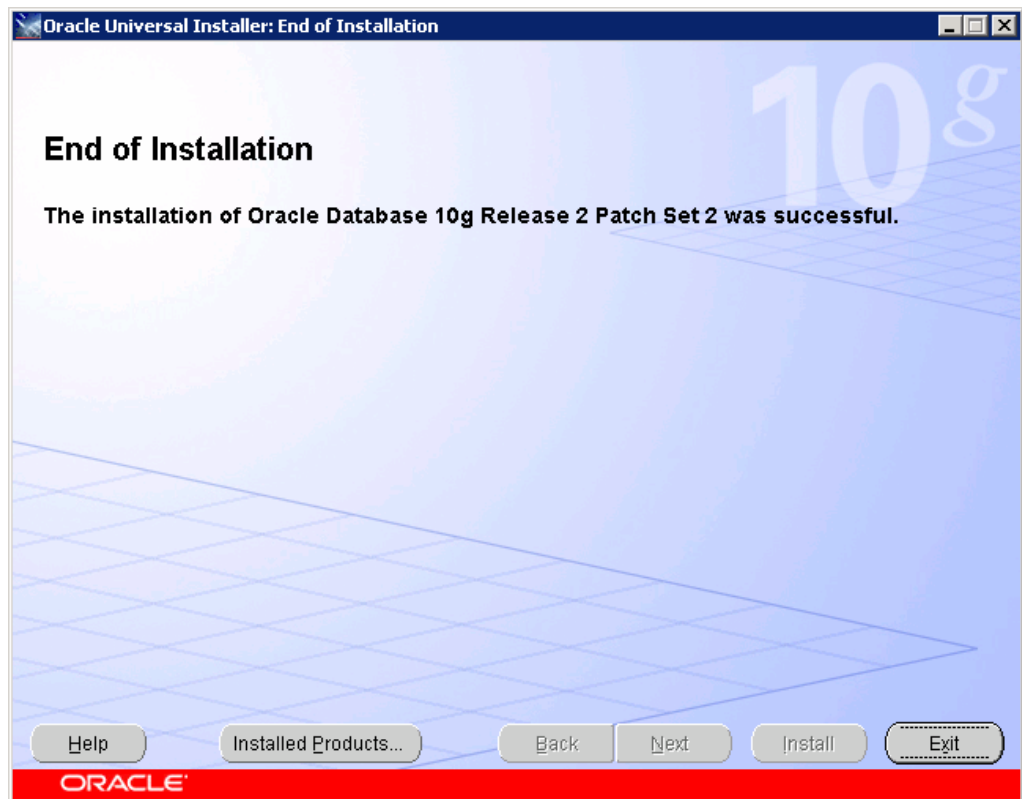 Oracle Universal Installer: End of Installation
10g
End of Installation
The installation of Oracle Database 10g Release 2 Patch Set 2 was successful.
Help Installed Products... Back Next Install Exit
ORACLE